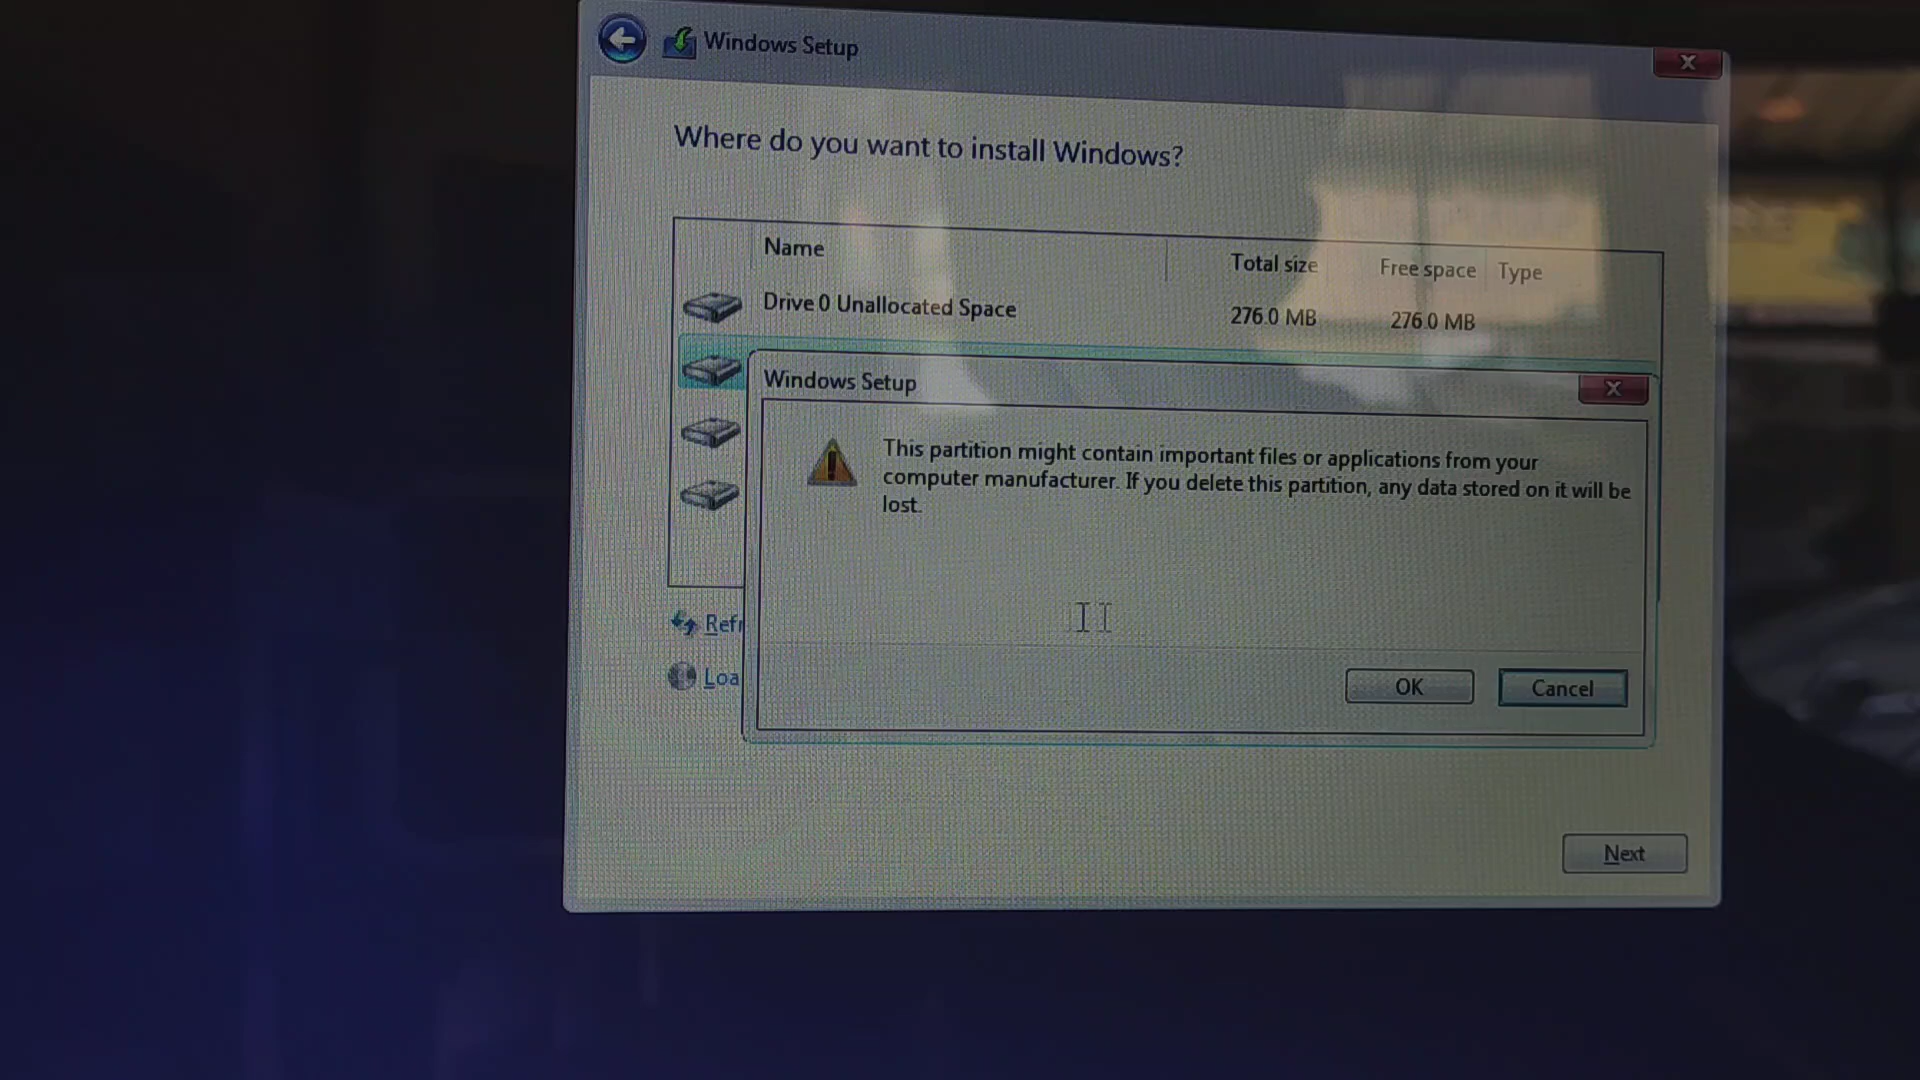 Windows Setup
Where do you want to install Windows?
Name Total size Free space Type
Drive 0 Unallocated Space 276.0 MB 276.0 MB
Windows Setup
This partition might contain important files or applications from your
computer manufacturer. If you delete this partition, any data stored on it will be
lost.
Refr
Loa
OK Cancel
Next